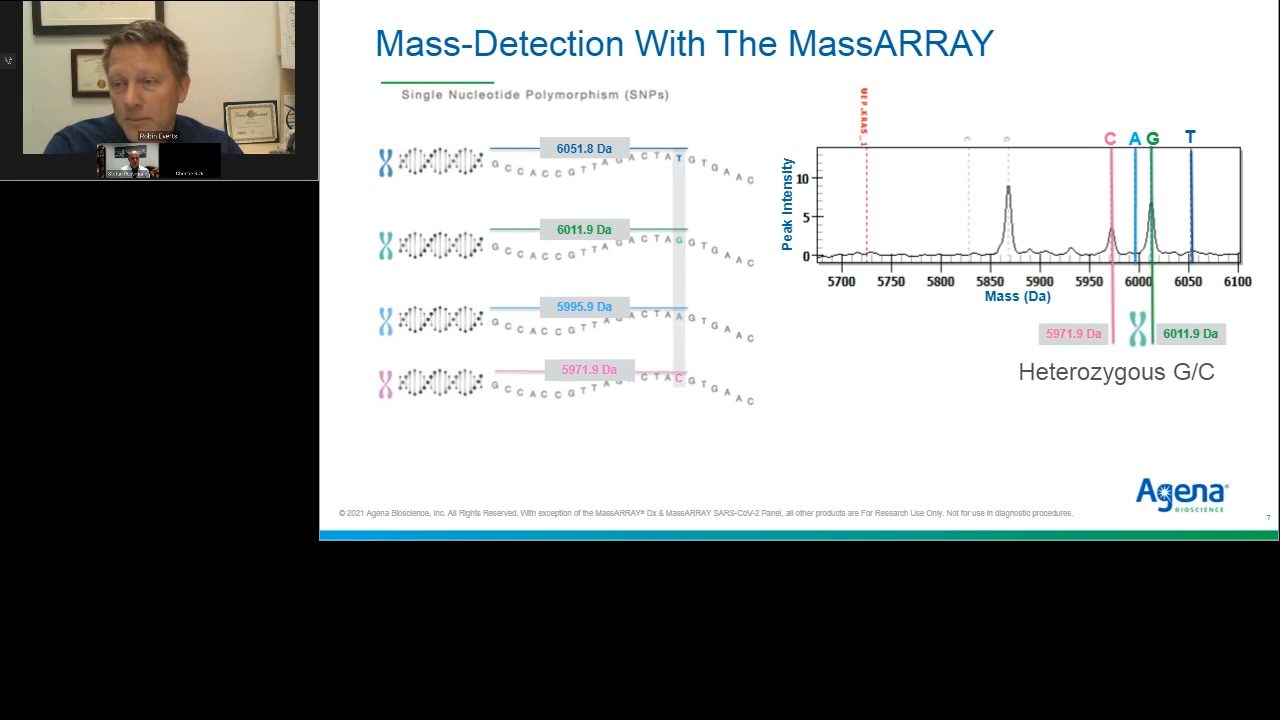 Mass-Detection With The MassARRAY
Single Nucleotide Polymorphism (SNPs)
Robin Everts
6051.8 Da
G C C A C C G T T A G A C T A T G T G A A C
6011.9 Da
G C C A C C G T T A G A C T A G G T G A A C
5995.9 Da
G C C A C C G T T A G A C T A A G T G A A C
5971.9 Da
G C C A C C G T T A G A C T A C G T G A A C
C A G T
Peak Intensity
10
5
0
5700 5750 5800 5850 5900 5950 6000 6050 6100
Mass (Da)
5971.9 Da 6011.9 Da
Heterozygous G/C
Agena
BIOSCIENCE
© 2021 Agena Bioscience, Inc. All Rights Reserved. With exception of the MassARRAY® Dx & MassARRAY SARS-CoV-2 Panel, all other products are For Research Use Only. Not for use in diagnostic procedures.
7